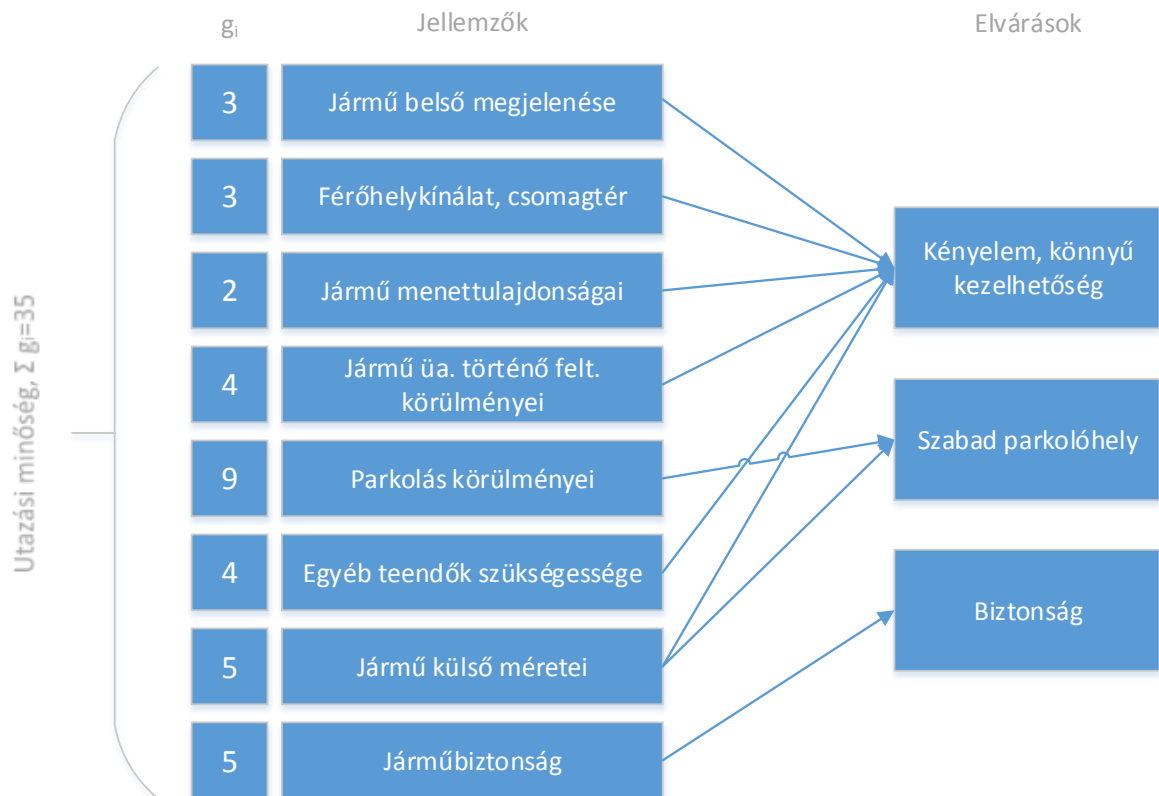 gi Jellemzők Elvárások
3 Jármű belső megjelenése
3 Férőhelykínálat, csomagtér
2 Jármű menettulajdonságai
4 Jármű üa. történő felt.
körülményei
9 Parkolás körülményei
4 Egyéb teendők szükségessége
5 Jármű külső méretei
5 Járműbiztonság
Kényelem, könnyű
kezelhetőség
Szabad parkolóhely
Biztonság
Utazási minőség, Σ gi=35